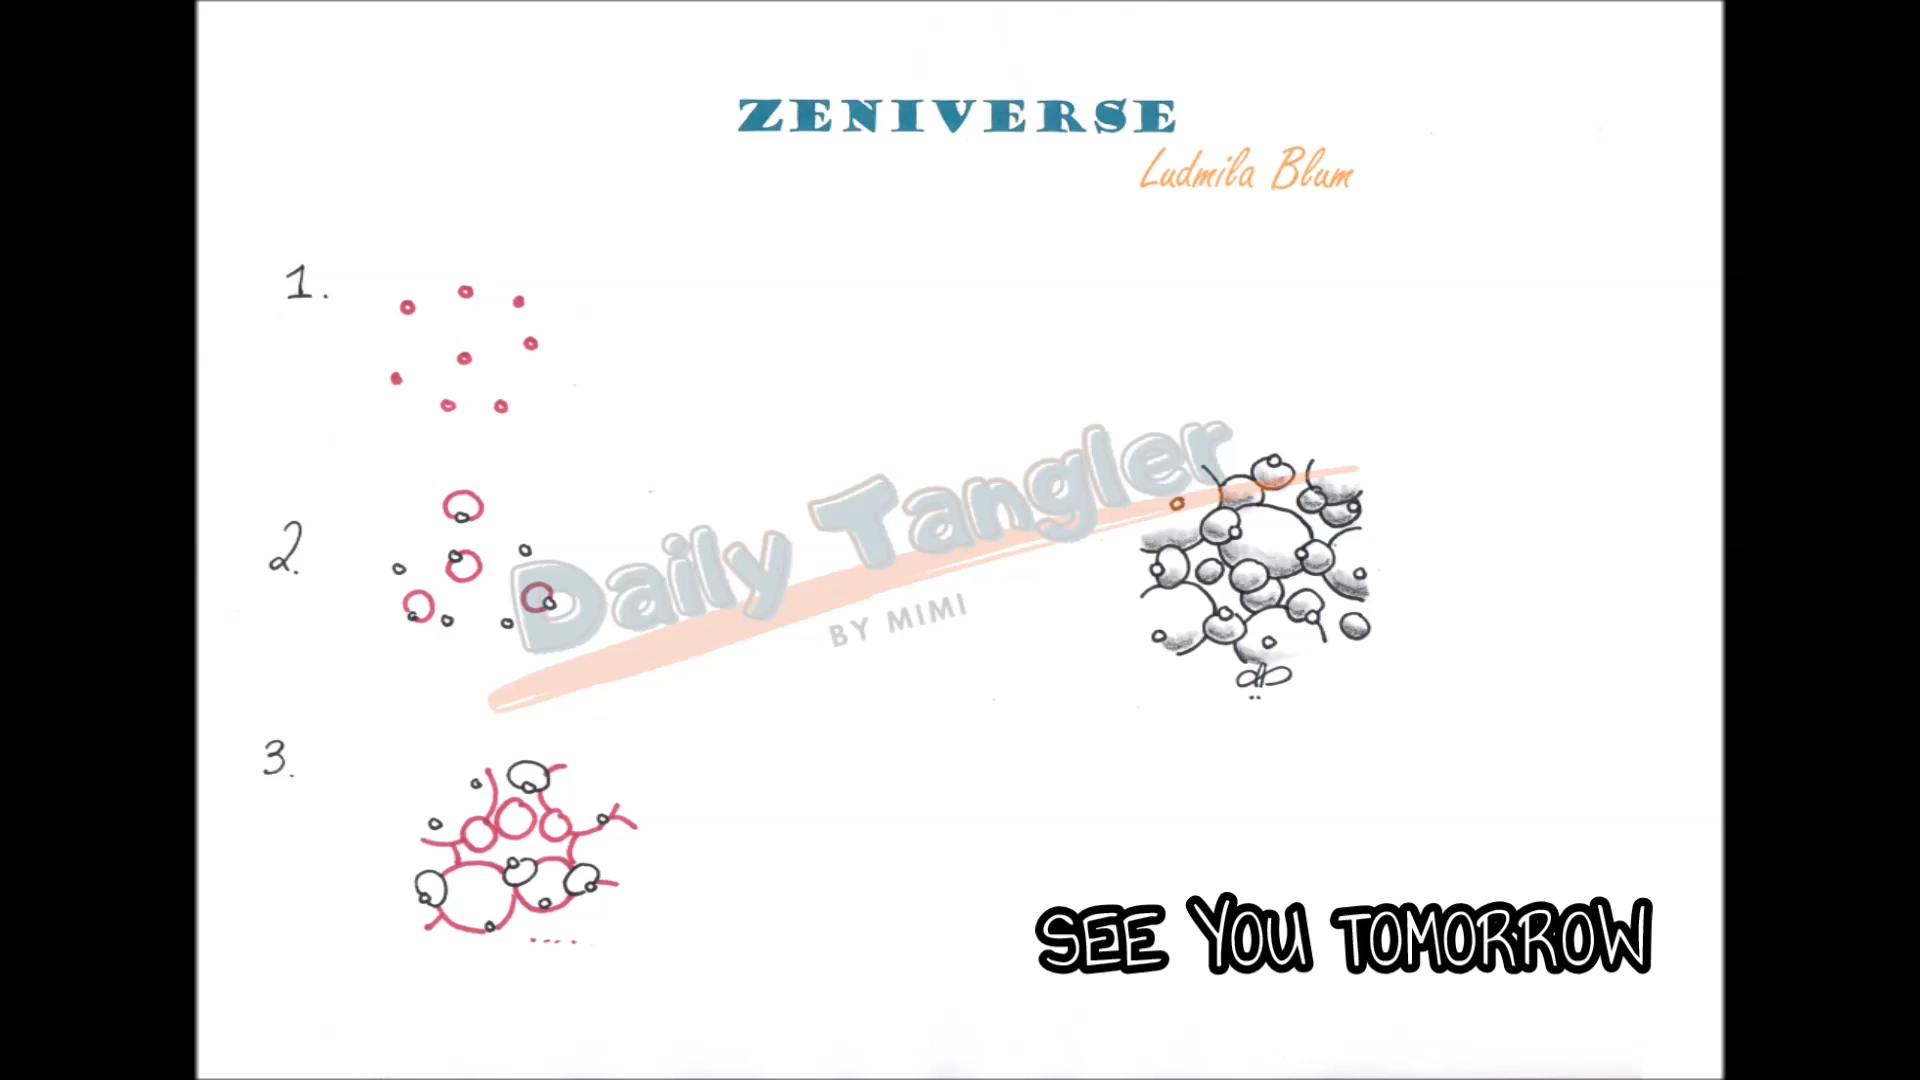 ZENIVERSE
Ludmila Blum
1.
2.
Daily Tangler
BY MIMI
3.
SEE YOU TOMORROW